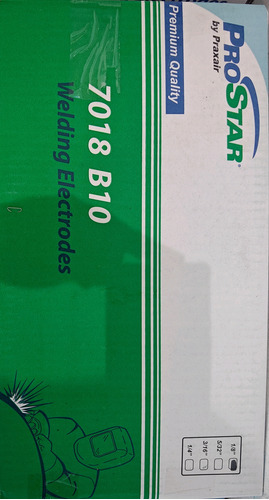 PROSTAR®
by Praxair
Premium Quality
7018 B10
Welding Electrodes
1/8"
5/32"
3/16"
1/4"